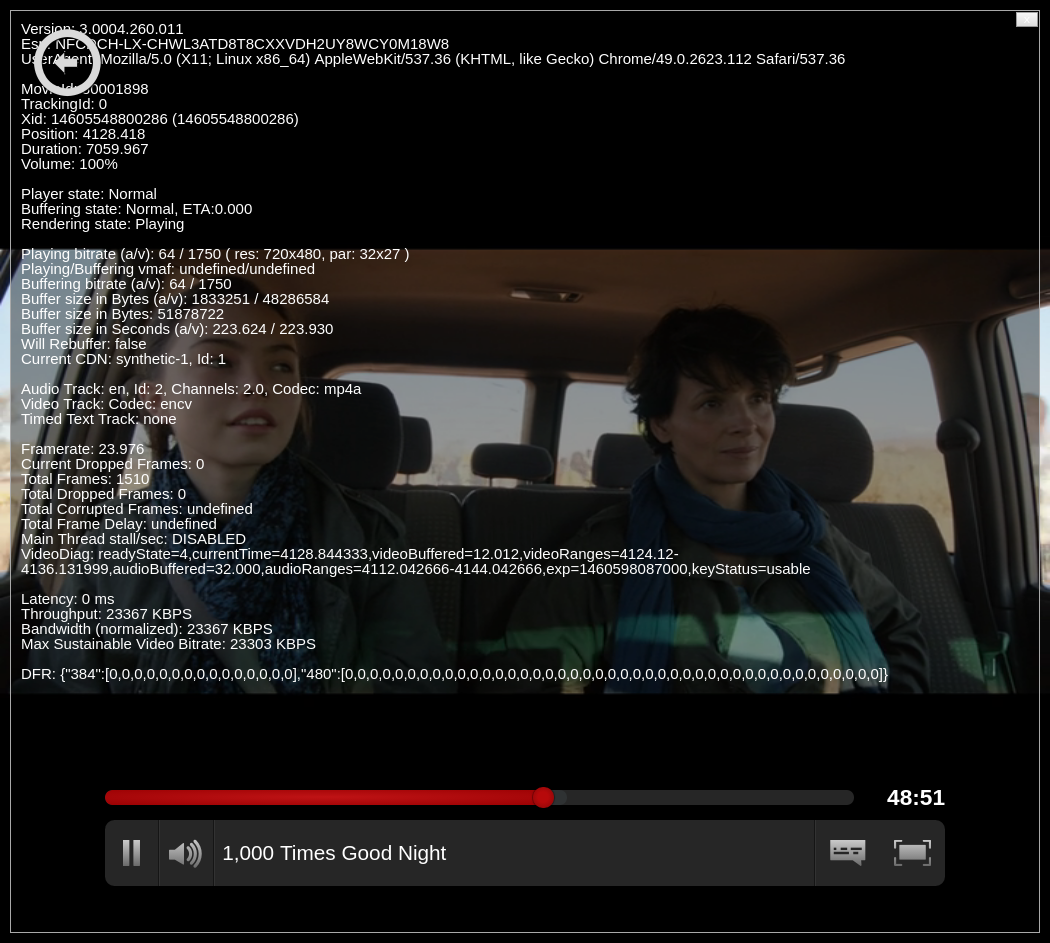 Version: 3.0004.260.011
Esn: NFCDCH-LX-CHWL3ATD8T8CXXVDH2UY8WCY0M18W8
UserAgent: Mozilla/5.0 (X11; Linux x86_64) AppleWebKit/537.36 (KHTML, like Gecko) Chrome/49.0.2623.112 Safari/537.36
MovieId: 80001898
TrackingId: 0
Xid: 14605548800286 (14605548800286)
Position: 4128.418
Duration: 7059.967
Volume: 100%
Player state: Normal
Buffering state: Normal, ETA:0.000
Rendering state: Playing
Playing bitrate (a/v): 64 / 1750 ( res: 720x480, par: 32x27 )
Playing/Buffering vmaf: undefined/undefined
Buffering bitrate (a/v): 64 / 1750
Buffer size in Bytes (a/v): 1833251 / 48286584
Buffer size in Bytes: 51878722
Buffer size in Seconds (a/v): 223.624 / 223.930
Will Rebuffer: false
Current CDN: synthetic-1, Id: 1
Audio Track: en, Id: 2, Channels: 2.0, Codec: mp4a
Video Track: Codec: encv
Timed Text Track: none
Framerate: 23.976
Current Dropped Frames: 0
Total Frames: 1510
Total Dropped Frames: 0
Total Corrupted Frames: undefined
Total Frame Delay: undefined
Main Thread stall/sec: DISABLED
VideoDiag: readyState=4,currentTime=4128.844333,videoBuffered=12.012,videoRanges=4124.12-
4136.131999,audioBuffered=32.000,audioRanges=4112.042666-4144.042666,exp=1460598087000,keyStatus=usable
Latency: 0 ms
Throughput: 23367 KBPS
Bandwidth (normalized): 23367 KBPS
Max Sustainable Video Bitrate: 23303 KBPS
DFR: {"384":[0,0,0,0,0,0,0,0,0,0,0,0,0,0,0],"480":[0,0,0,0,0,0,0,0,0,0,0,0,0,0,0,0,0,0,0,0,0,0,0,0,0,0,0,0,0,0,0,0,0,0,0,0,0,0,0,0,0,0,0]}
48:51
1,000 Times Good Night